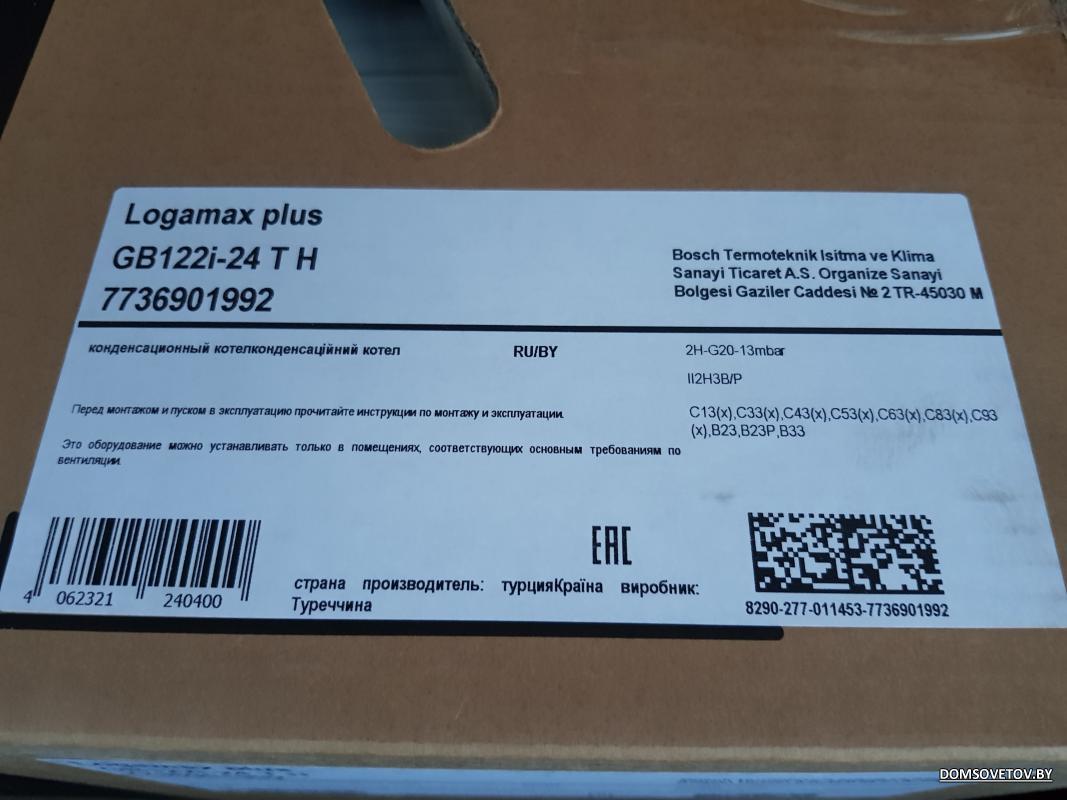 Logamax plus
GB122i-24 T H
7736901992
Bosch Termoteknik Isitma ve Klima
Sanayi Ticaret A.S. Organize Sanayi
Bolgesi Gaziler Caddesi № 2 TR-45030 M
конденсационный котелконденсаційний котел
RU/BY
2H-G20-13mbar
II2H3B/P
Перед монтажом и пуском в эксплуатацию прочитайте инструкции по монтажу и эксплуатации.
C13(x),C33(x),C43(x),C53(x),C63(x),C83(x),C93
(x),B23,B23P,B33
Это оборудование можно устанавливать только в помещениях, соответствующих основным требованиям по
вентиляции.
EAC
страна производитель: турцияКраїна виробник:
Туреччина
4 062321 240400
8290-277-011453-7736901992
DOMSOVETOV.BY